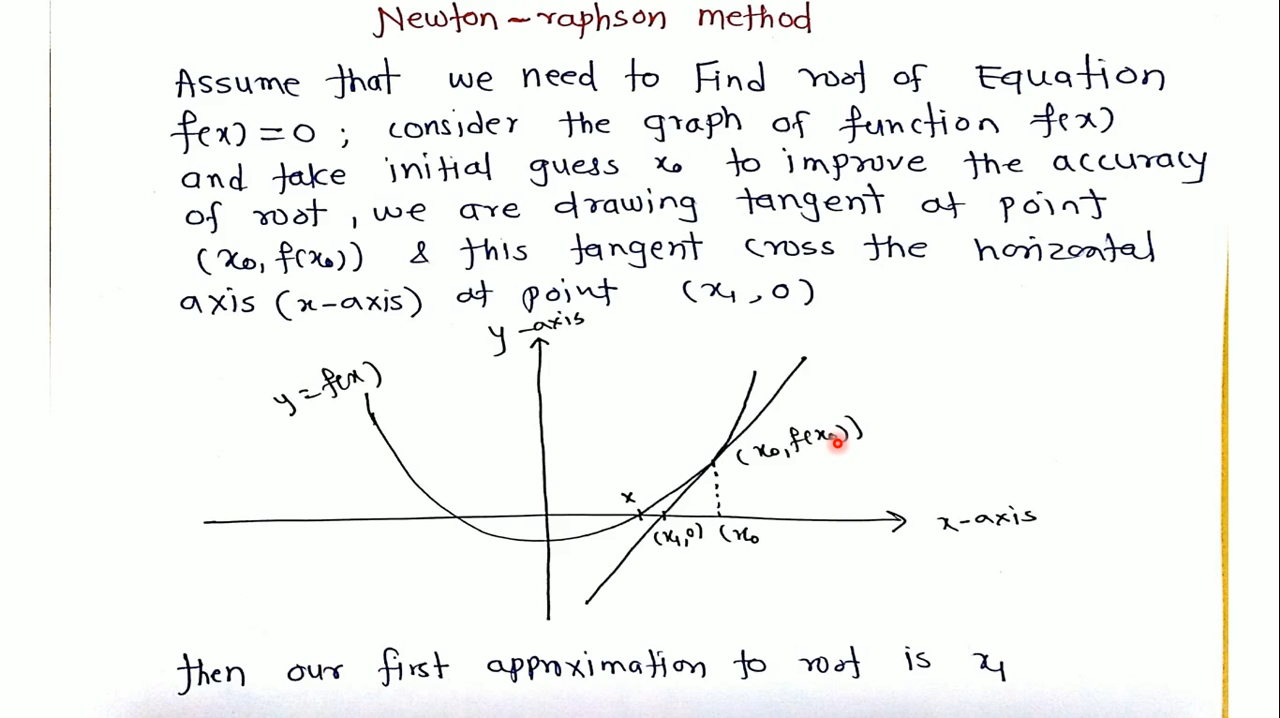 Newton-raphson method
Assume that we need to Find root of Equation
f(x) = 0 ; consider the graph of function f(x)
and take initial guess x₀ to improve the accuracy
of root, we are drawing tangent at point
(x₀, f(x₀)) & this tangent cross the horizontal
axis (x-axis) at point (x₁, 0)
y-axis
y = f(x)
(x₀, f(x₀))
x
(x₁, 0) (x₀
x-axis
then our first approximation to root is x₁